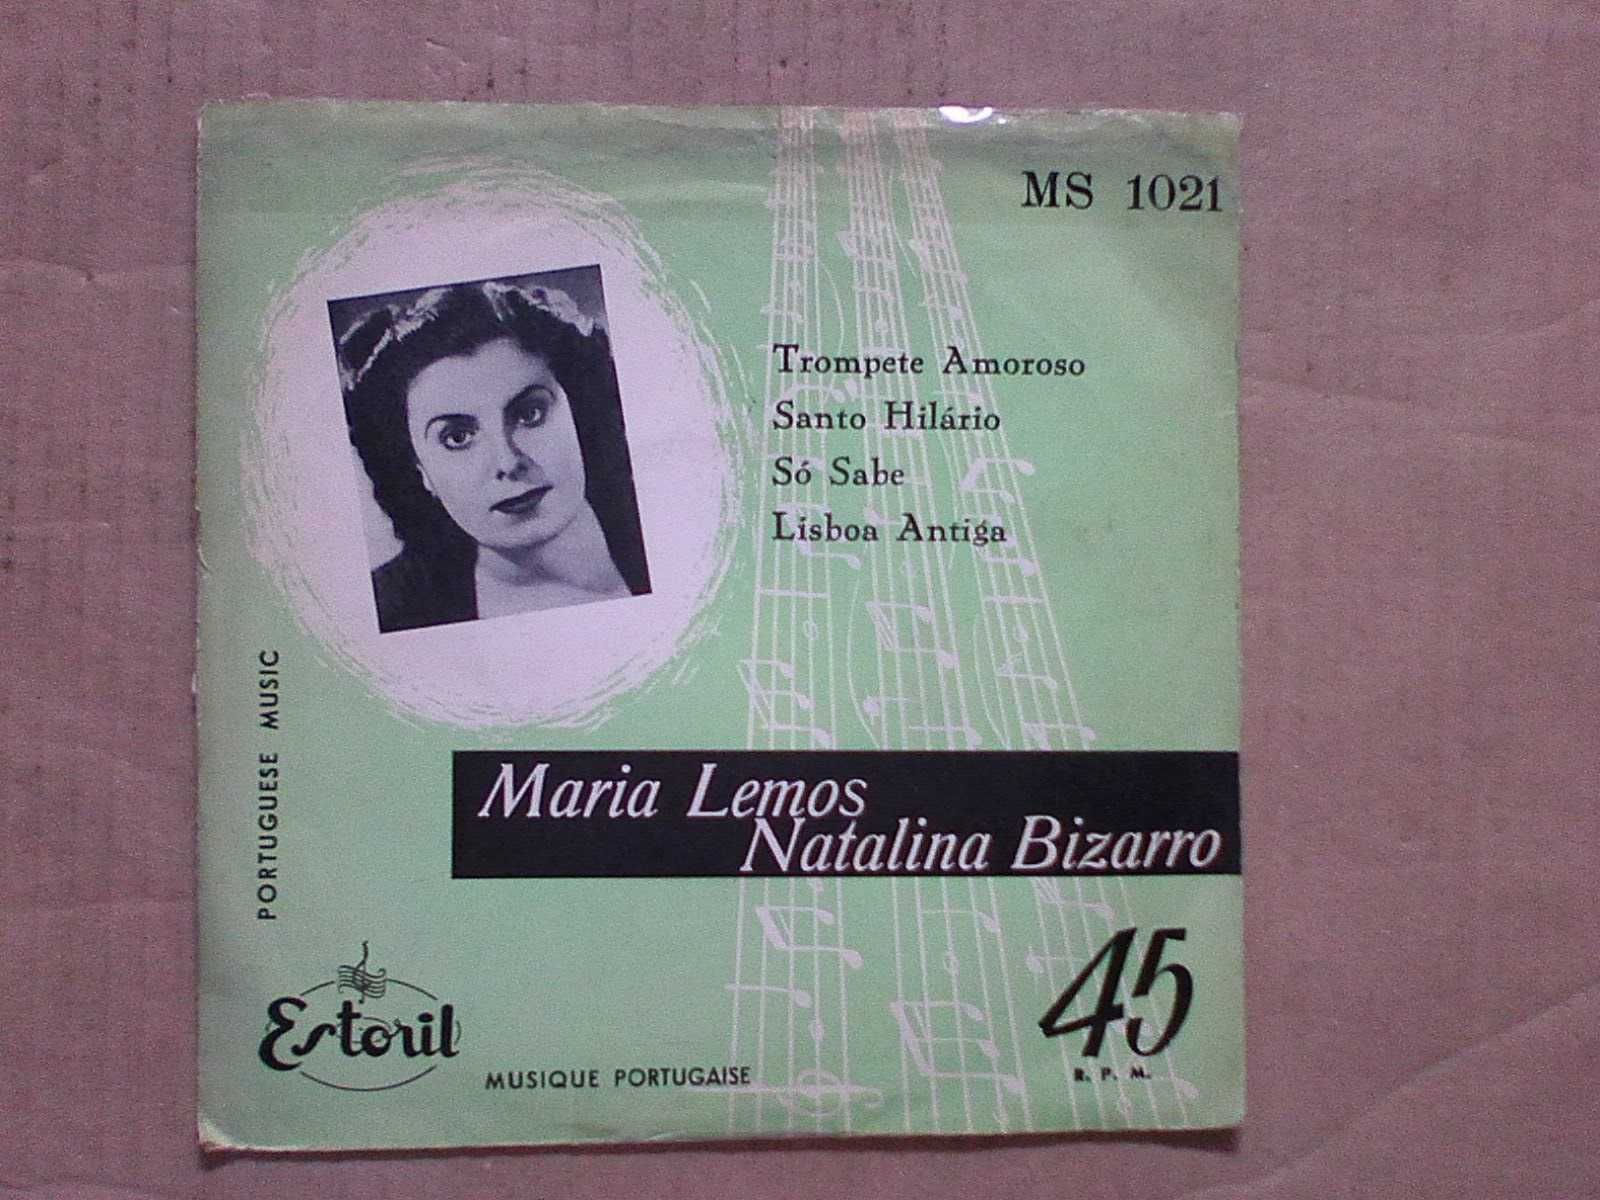 MS 1021
Trompete Amoroso
Santo Hilário
Só Sabe
Lisboa Antiga
PORTUGUESE MUSIC
Maria Lemos
Natalina Bizarro
Estoril
MUSIQUE PORTUGAISE
45
R. P. M.